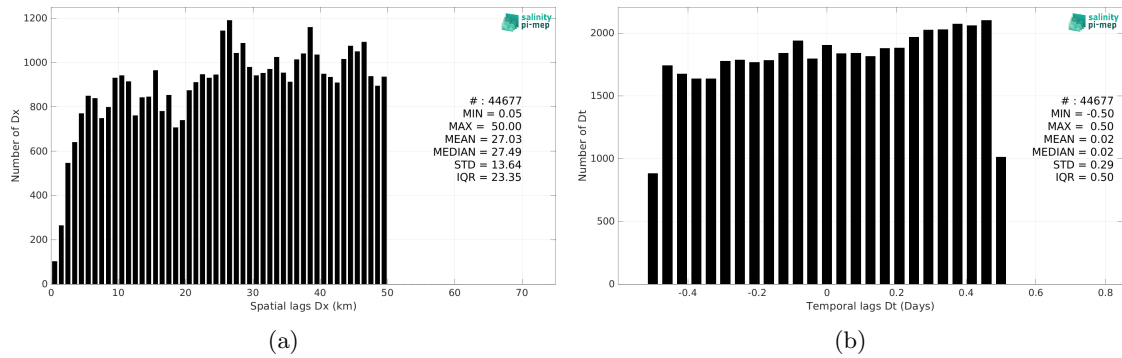 1200
1000
800
600
400
200
0
Number of Dx
0 10 20 30 40 50 60 70
Spatial lags Dx (km)
salinity
pi-mep
# : 44677
MIN = 0.05
MAX = 50.00
MEAN = 27.03
MEDIAN = 27.49
STD = 13.64
IQR = 23.35
(a)
2000
1500
1000
500
0
Number of Dt
-0.4 -0.2 0 0.2 0.4 0.6 0.8
Temporal lags Dt (Days)
salinity
pi-mep
# : 44677
MIN = -0.50
MAX = 0.50
MEAN = 0.02
MEDIAN = 0.02
STD = 0.29
IQR = 0.50
(b)